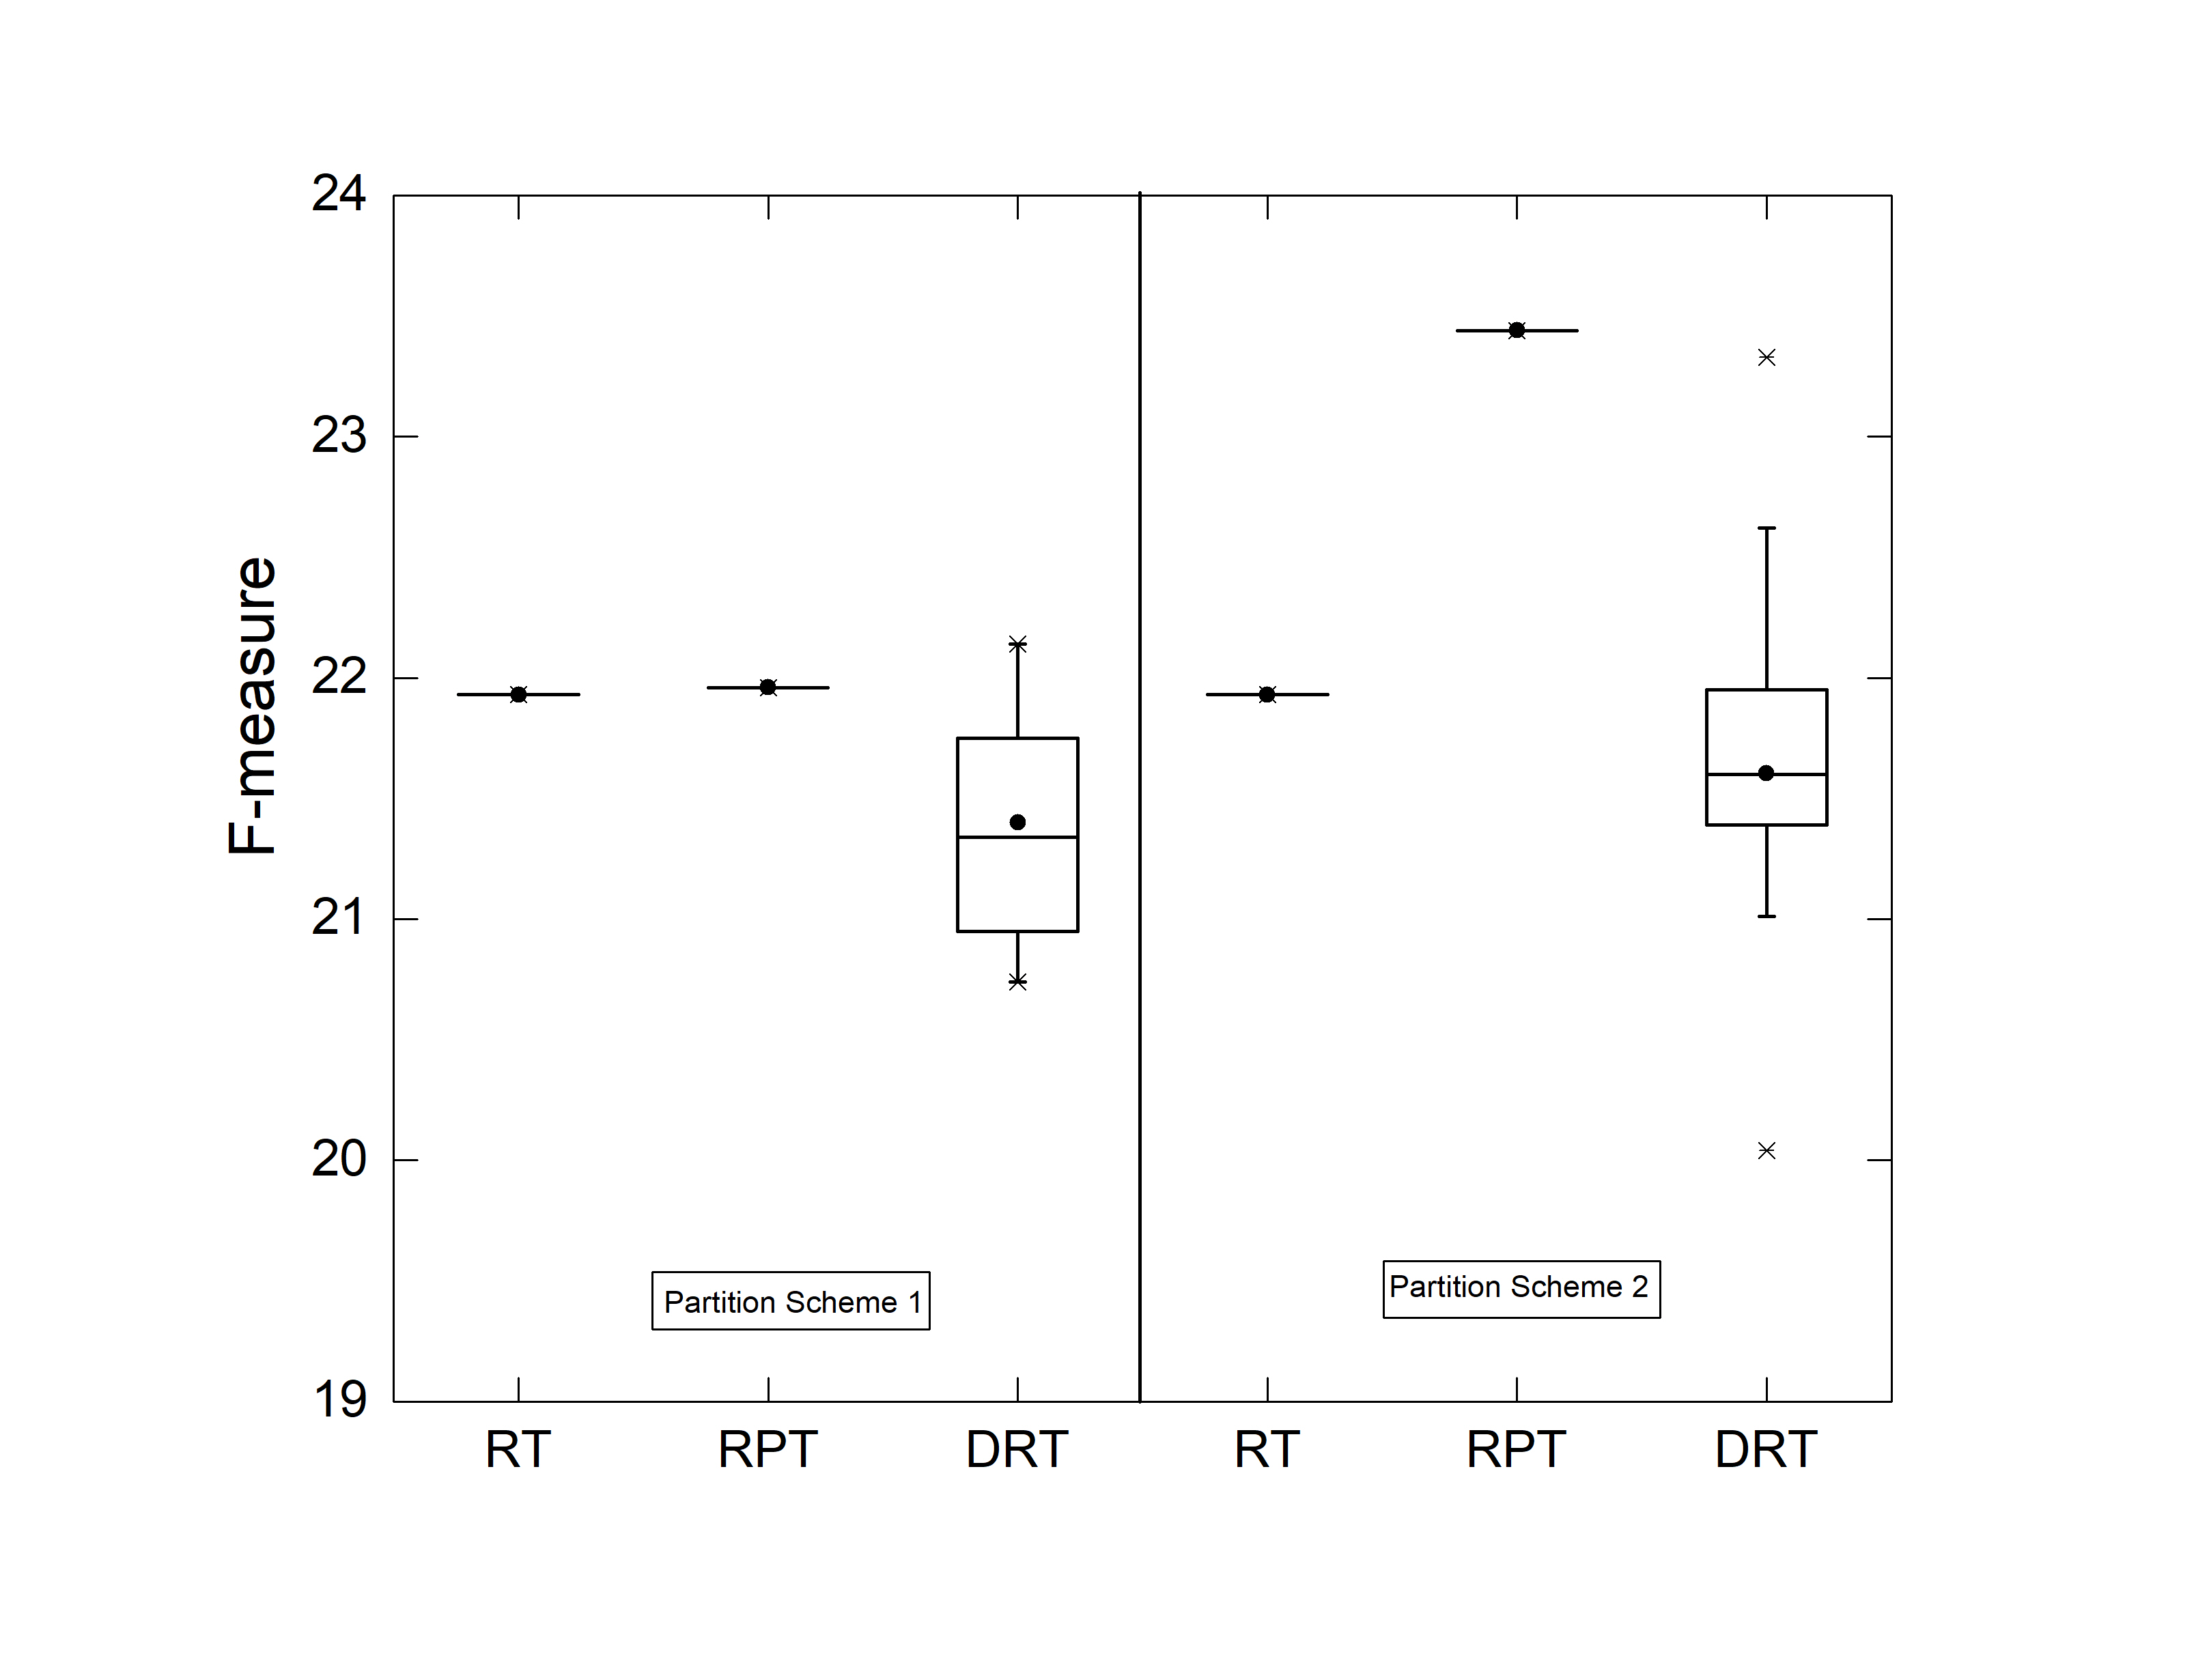 F-measure
24
23
22
21
20
19
Partition Scheme 1
Partition Scheme 2
RT RPT DRT RT RPT DRT